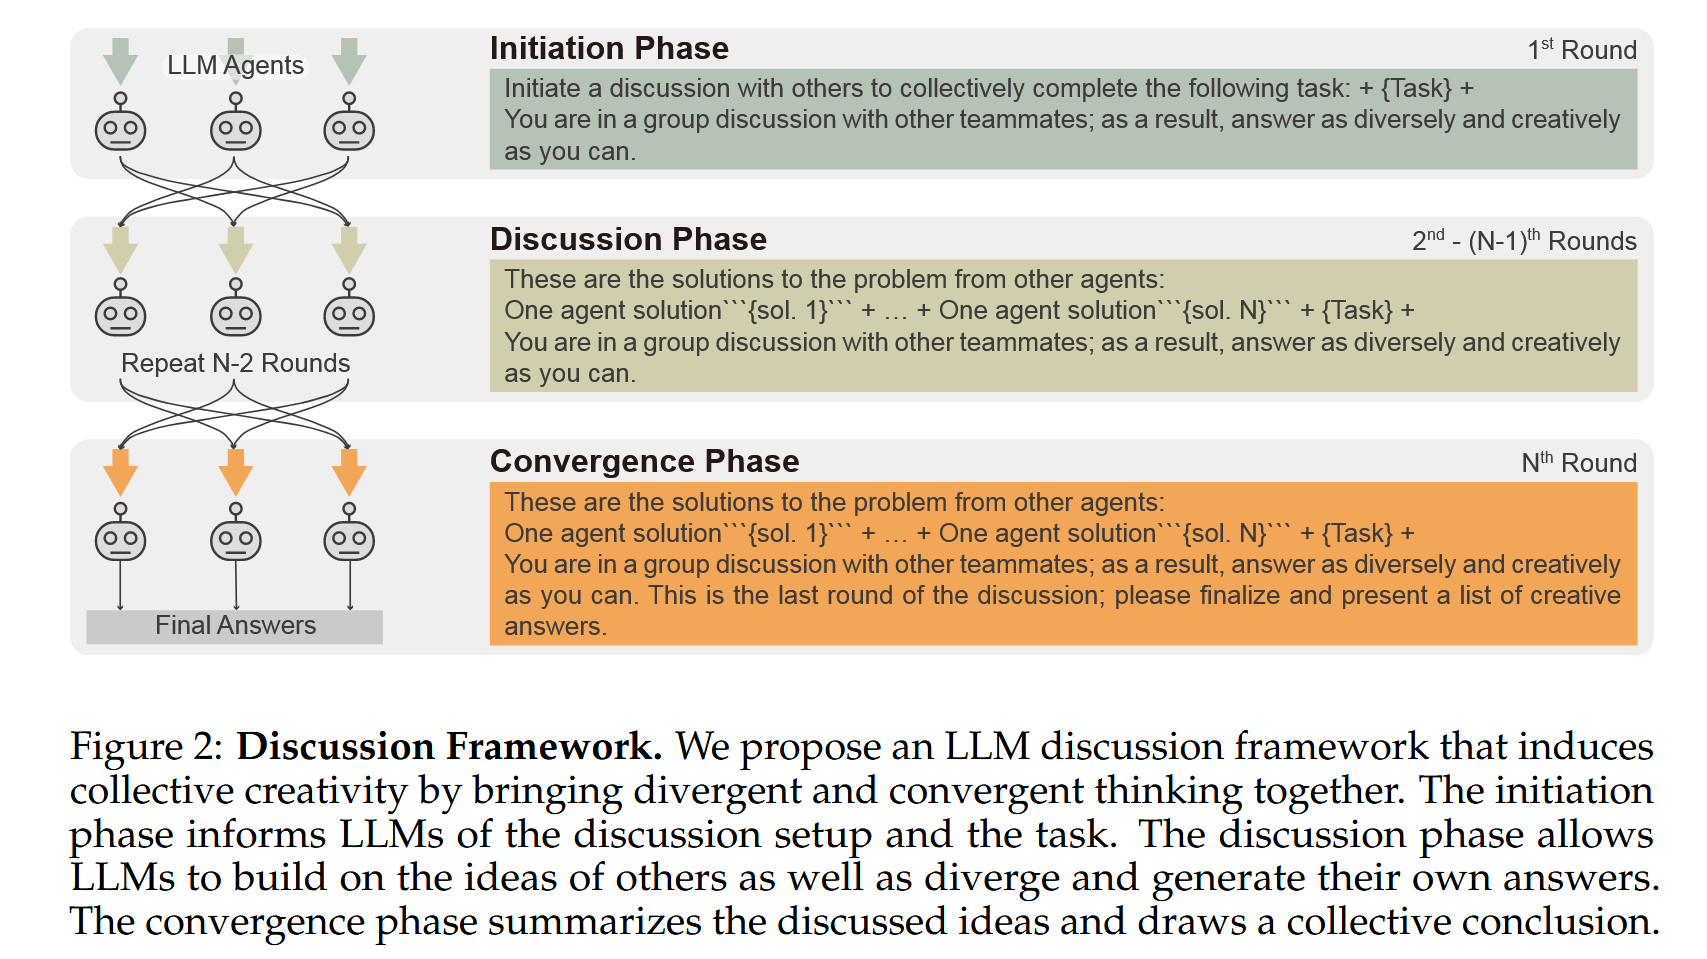 LLM Agents
Initiation Phase
1st Round
Initiate a discussion with others to collectively complete the following task: + {Task} +
You are in a group discussion with other teammates; as a result, answer as diversely and creatively
as you can.
Discussion Phase
2nd - (N-1)th Rounds
These are the solutions to the problem from other agents:
One agent solution```{sol. 1}``` + … + One agent solution```{sol. N}``` + {Task} +
You are in a group discussion with other teammates; as a result, answer as diversely and creatively
as you can.
Repeat N-2 Rounds
Convergence Phase
Nth Round
These are the solutions to the problem from other agents:
One agent solution```{sol. 1}``` + … + One agent solution```{sol. N}``` + {Task} +
You are in a group discussion with other teammates; as a result, answer as diversely and creatively
as you can. This is the last round of the discussion; please finalize and present a list of creative
answers.
Final Answers
Figure 2: Discussion Framework. We propose an LLM discussion framework that induces
collective creativity by bringing divergent and convergent thinking together. The initiation
phase informs LLMs of the discussion setup and the task. The discussion phase allows
LLMs to build on the ideas of others as well as diverge and generate their own answers.
The convergence phase summarizes the discussed ideas and draws a collective conclusion.